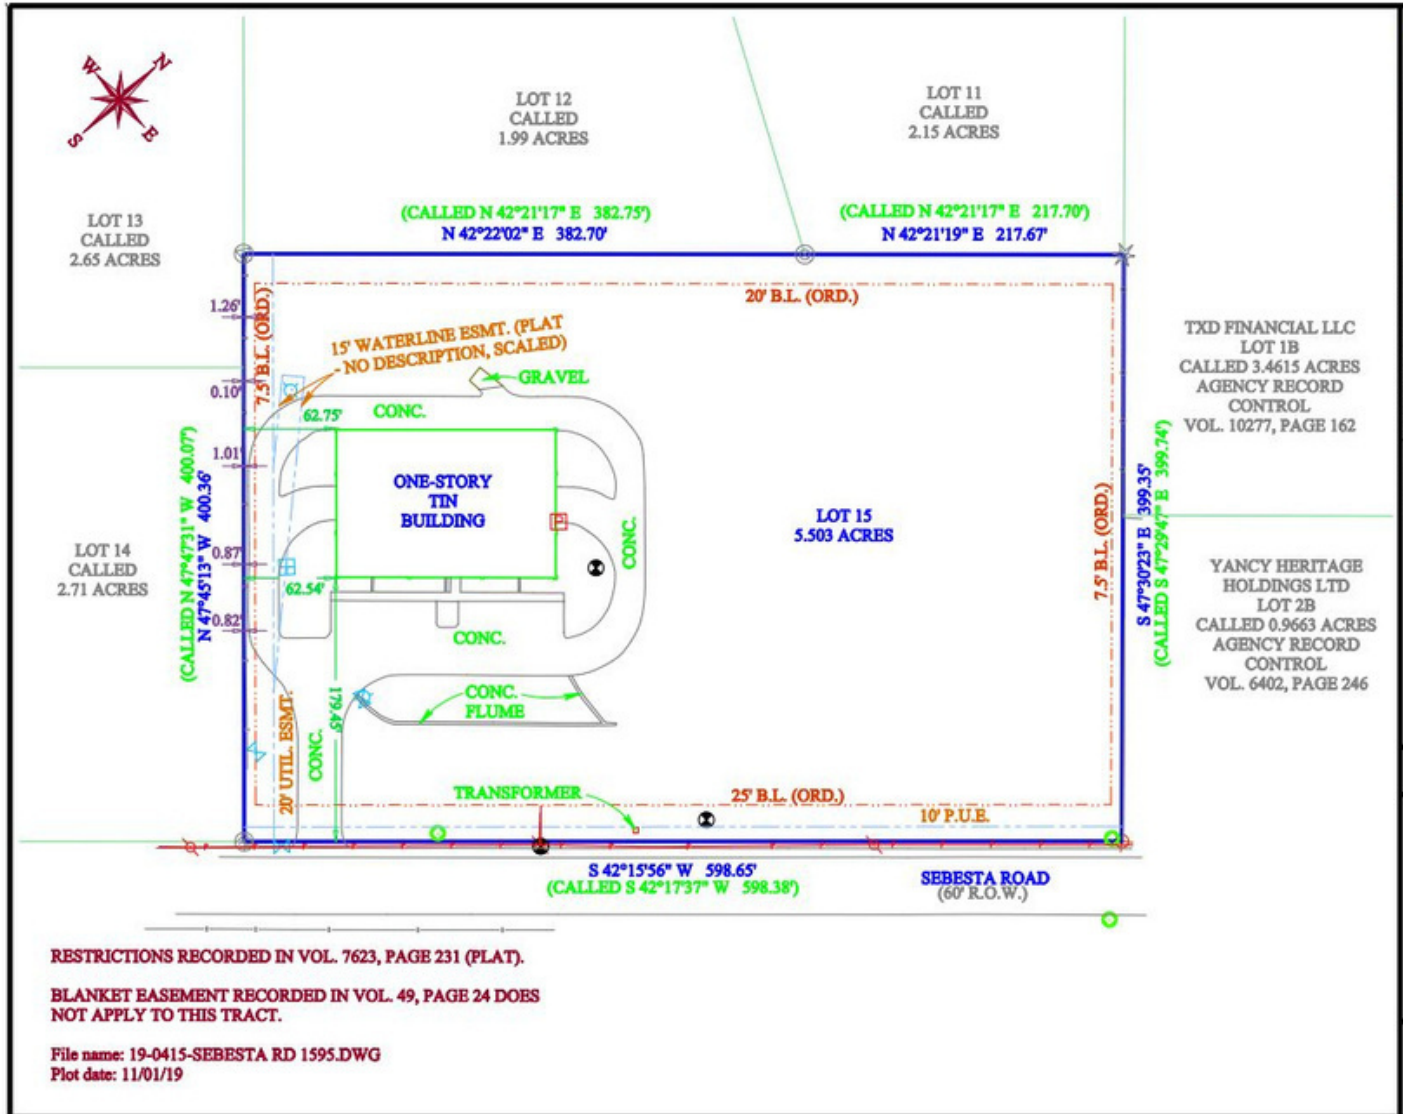 W
N
S
E
LOT 12
CALLED
1.99 ACRES
LOT 11
CALLED
2.15 ACRES
LOT 13
CALLED
2.65 ACRES
(CALLED N 42°21'17" E 382.75')
N 42°22'02" E 382.70'
(CALLED N 42°21'17" E 217.70')
N 42°21'19" E 217.67'
20' B.L. (ORD.)
1.26'
7.5' B.L. (ORD.)
15' WATERLINE ESMT. (PLAT
- NO DESCRIPTION, SCALED)
GRAVEL
0.10'
62.75'
CONC.
TXD FINANCIAL LLC
LOT 1B
CALLED 3.4615 ACRES
AGENCY RECORD
CONTROL
VOL. 10277, PAGE 162
1.01'
(CALLED N 47°47'31" W 400.07')
N 47°45'13" W 400.36'
ONE-STORY
TIN
BUILDING
CONC.
LOT 15
5.503 ACRES
7.5' B.L. (ORD.)
S 47°30'23" E 399.35'
(CALLED S 47°29'47" E 399.74')
LOT 14
CALLED
2.71 ACRES
0.87'
62.54'
0.82'
CONC.
YANCY HERITAGE
HOLDINGS LTD
LOT 2B
CALLED 0.9663 ACRES
AGENCY RECORD
CONTROL
VOL. 6402, PAGE 246
179.45'
CONC.
FLUME
20' UTIL. ESMT.
CONC.
TRANSFORMER
25' B.L. (ORD.)
10' P.U.E.
S 42°15'56" W 598.65'
(CALLED S 42°17'37" W 598.38')
SEBESTA ROAD
(60' R.O.W.)
RESTRICTIONS RECORDED IN VOL. 7623, PAGE 231 (PLAT).
BLANKET EASEMENT RECORDED IN VOL. 49, PAGE 24 DOES
NOT APPLY TO THIS TRACT.
File name: 19-0415-SEBESTA RD 1595.DWG
Plot date: 11/01/19